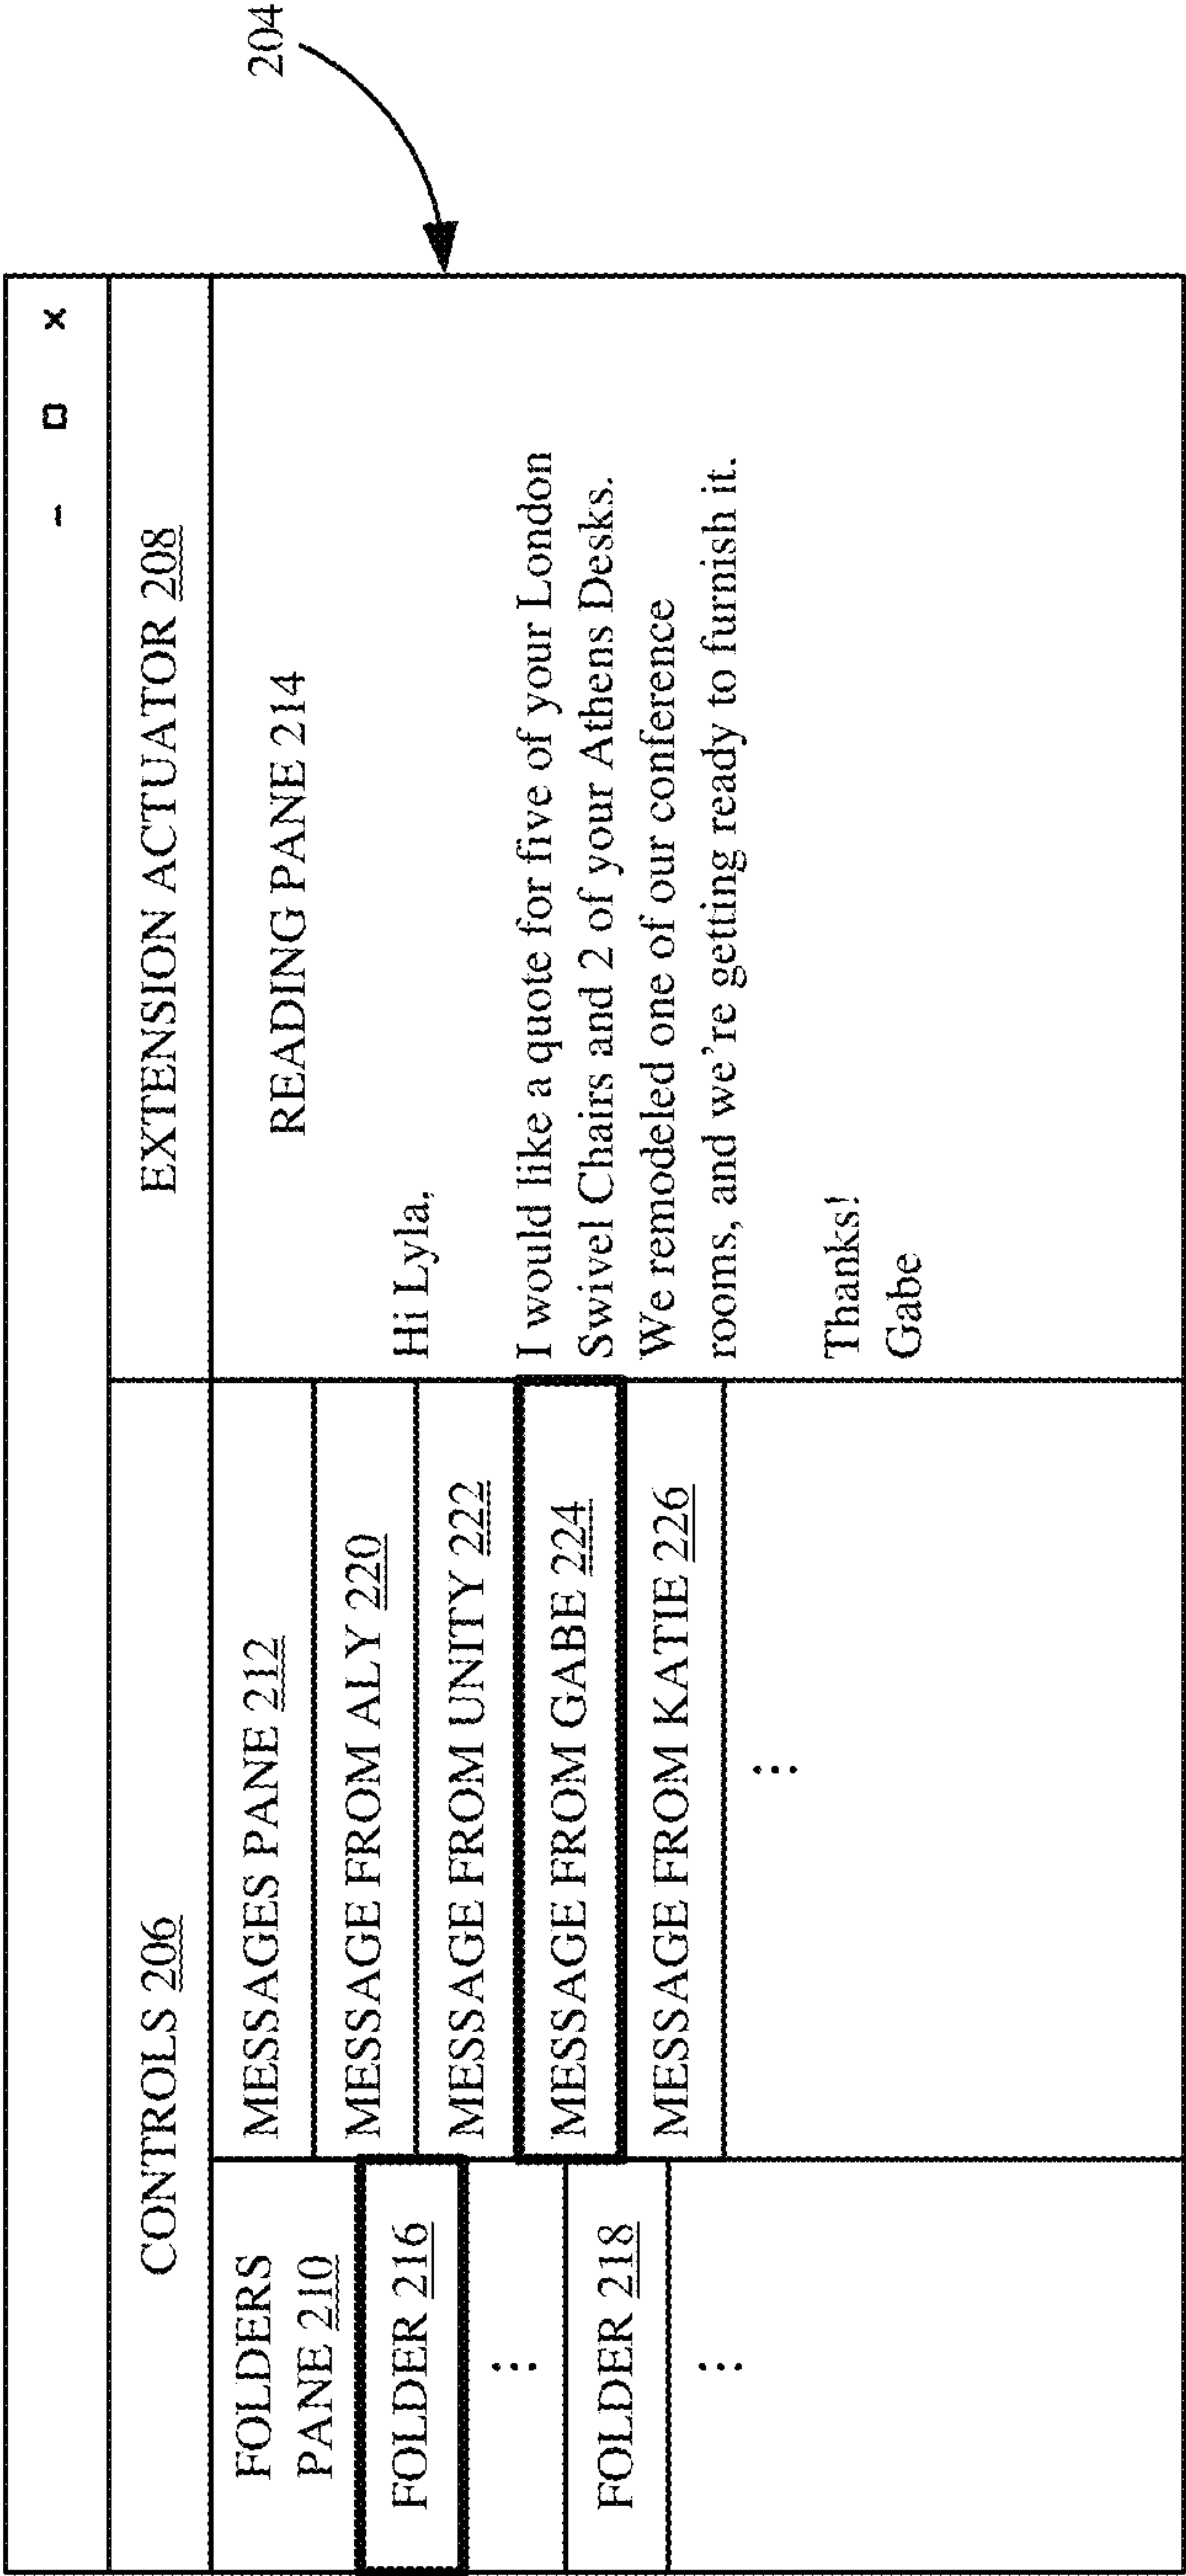 204
- □ x
CONTROLS 206
EXTENSION ACTUATOR 208
FOLDERS
PANE 210
FOLDER 216
⋮
FOLDER 218
⋮
MESSAGES PANE 212
MESSAGE FROM ALY 220
MESSAGE FROM UNITY 222
MESSAGE FROM GABE 224
MESSAGE FROM KATIE 226
⋮
READING PANE 214
Hi Lyla,
I would like a quote for five of your London
Swivel Chairs and 2 of your Athens Desks.
We remodeled one of our conference
rooms, and we're getting ready to furnish it.
Thanks!
Gabe